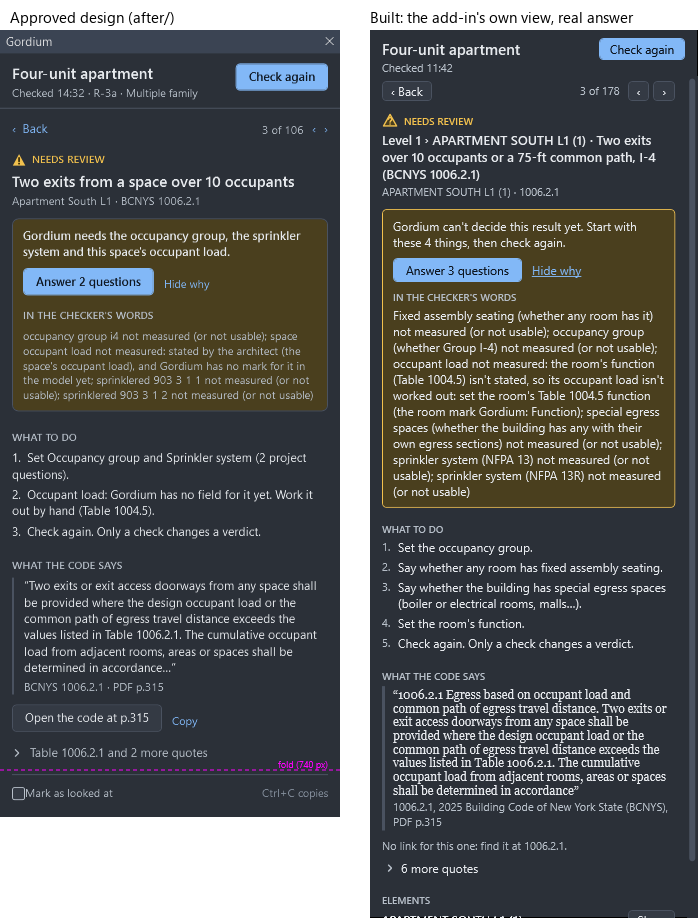 Approved design (after/)
Gordium
Four-unit apartment
Checked 14:32 · R-3a · Multiple family
Check again
‹ Back
3 of 106 ‹ ›
NEEDS REVIEW
Two exits from a space over 10 occupants
Apartment South L1 · BCNYS 1006.2.1
Gordium needs the occupancy group, the sprinkler
system and this space's occupant load.
Answer 2 questions
Hide why
IN THE CHECKER'S WORDS
occupancy group i4 not measured (or not usable); space
occupant load not measured: stated by the architect (the
space's occupant load), and Gordium has no mark for it in
the model yet; sprinklered 903 3 1 1 not measured (or not
usable); sprinklered 903 3 1 2 not measured (or not usable)
WHAT TO DO
1. Set Occupancy group and Sprinkler system (2 project
questions).
2. Occupant load: Gordium has no field for it yet. Work it
out by hand (Table 1004.5).
3. Check again. Only a check changes a verdict.
WHAT THE CODE SAYS
“Two exits or exit access doorways from any space shall
be provided where the design occupant load or the
common path of egress travel distance exceeds the
values listed in Table 1006.2.1. The cumulative occupant
load from adjacent rooms, areas or spaces shall be
determined in accordance…”
BCNYS 1006.2.1 · PDF p.315
Open the code at p.315
Copy
Table 1006.2.1 and 2 more quotes
fold (740 px)
Mark as looked at
Ctrl+C copies
Built: the add-in's own view, real answer
Four-unit apartment
Checked 11:42
Check again
‹ Back
3 of 178 ‹ ›
NEEDS REVIEW
Level 1 › APARTMENT SOUTH L1 (1) · Two exits
over 10 occupants or a 75-ft common path, I-4
(BCNYS 1006.2.1)
APARTMENT SOUTH L1 (1) · 1006.2.1
Gordium can't decide this result yet. Start with
these 4 things, then check again.
Answer 3 questions
Hide why
IN THE CHECKER'S WORDS
Fixed assembly seating (whether any room has it)
not measured (or not usable); occupancy group
(whether Group I-4) not measured (or not usable);
occupant load not measured: the room's function
(Table 1004.5) isn't stated, so its occupant load isn't
worked out: set the room's Table 1004.5 function
(the room mark Gordium: Function); special egress
spaces (whether the building has any with their
own egress sections) not measured (or not usable);
sprinkler system (NFPA 13) not measured (or not
usable); sprinkler system (NFPA 13R) not measured
(or not usable)
WHAT TO DO
1. Set the occupancy group.
2. Say whether any room has fixed assembly seating.
3. Say whether the building has special egress spaces
(boiler or electrical rooms, malls…).
4. Set the room's function.
5. Check again. Only a check changes a verdict.
WHAT THE CODE SAYS
“1006.2.1 Egress based on occupant load and
common path of egress travel distance. Two exits or
exit access doorways from any space shall be
provided where the design occupant load or the
common path of egress travel distance exceeds the
values listed in Table 1006.2.1. The cumulative
occupant load from adjacent rooms, areas or spaces
shall be determined in accordance”
1006.2.1, 2025 Building Code of New York State (BCNYS),
PDF p.315
No link for this one: find it at 1006.2.1.
6 more quotes
ELEMENTS
APARTMENT SOUTH L1 (1)